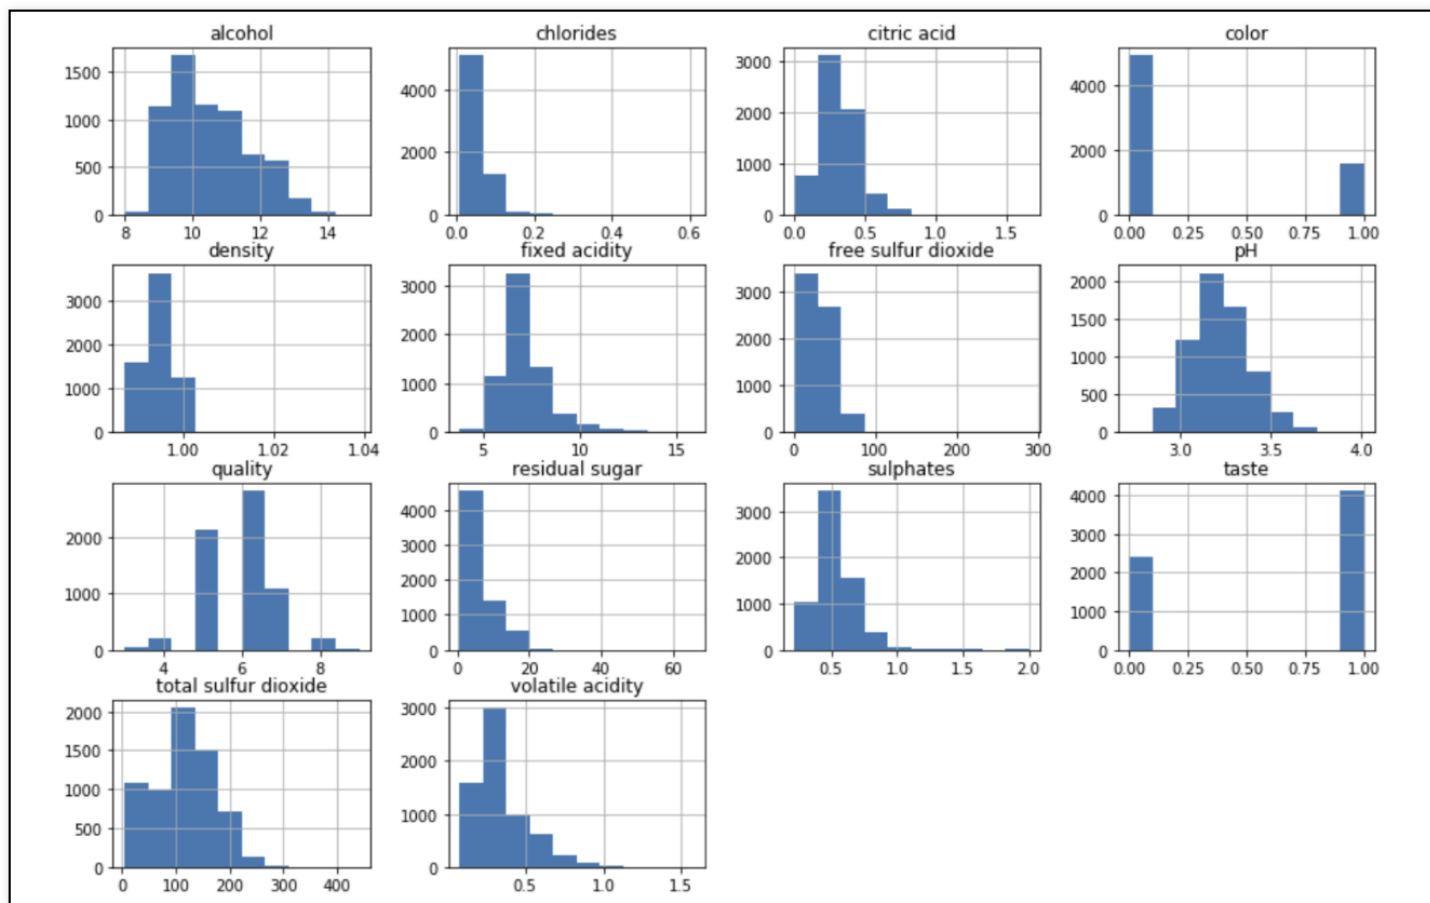 alcohol
1500
1000
500
0
8 10 12 14
chlorides
4000
2000
0
0.0 0.2 0.4 0.6
citric acid
3000
2000
1000
0
0.0 0.5 1.0 1.5
color
4000
2000
0
0.00 0.25 0.50 0.75 1.00
density
3000
2000
1000
0
1.00 1.02 1.04
fixed acidity
3000
2000
1000
0
5 10 15
free sulfur dioxide
3000
2000
1000
0
0 100 200 300
pH
2000
1500
1000
500
0
3.0 3.5 4.0
quality
2000
1000
0
4 6 8
residual sugar
4000
3000
2000
1000
0
0 20 40 60
sulphates
3000
2000
1000
0
0.5 1.0 1.5 2.0
taste
4000
3000
2000
1000
0
0.00 0.25 0.50 0.75 1.00
total sulfur dioxide
2000
1500
1000
500
0
0 100 200 300 400
volatile acidity
3000
2000
1000
0
0.5 1.0 1.5